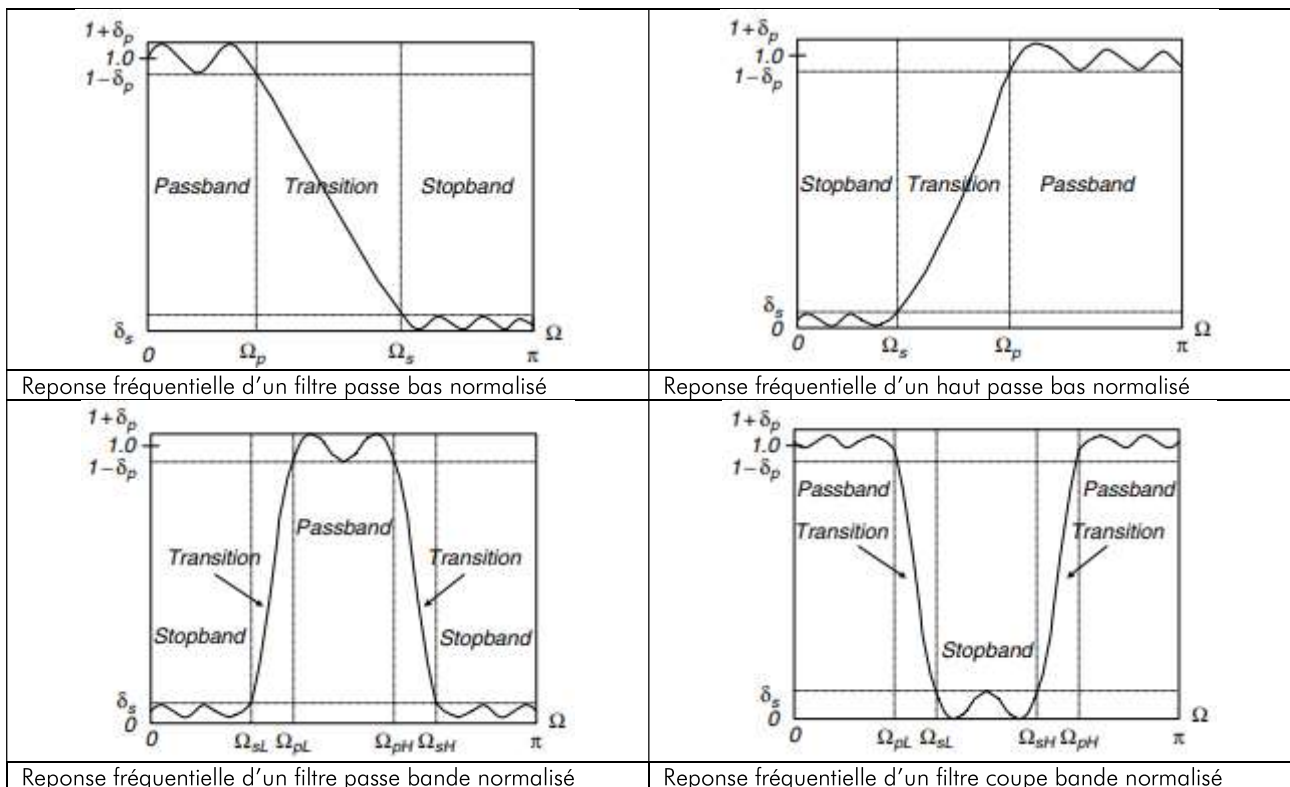 1+δp
1.0
1−δp
Passband Transition Stopband
δs
0 Ωp Ωs π Ω
Reponse fréquentielle d'un filtre passe bas normalisé
1+δp
1.0
1−δp
Stopband Transition Passband
δs
0
0 Ωs Ωp π Ω
Reponse fréquentielle d'un haut passe bas normalisé
1+δp
1.0
1−δp
Passband
Transition Transition
Stopband Stopband
δs
0
0 ΩsL ΩpL ΩpH ΩsH π Ω
Reponse fréquentielle d'un filtre passe bande normalisé
1+δp
1.0
1−δp
Passband Passband
Transition Transition
Stopband
δs
0
0 ΩpL ΩsL ΩsH ΩpH π Ω
Reponse fréquentielle d'un filtre coupe bande normalisé